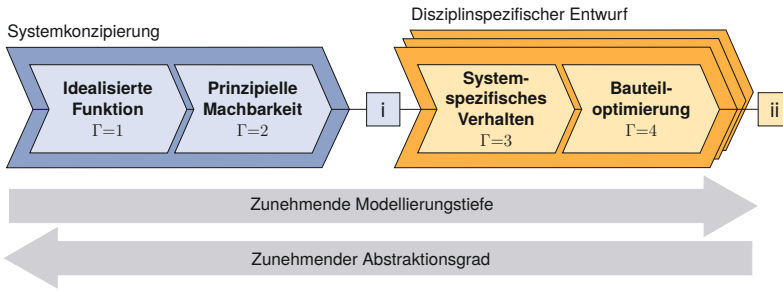 Systemkonzipierung
Idealisierte
Funktion
Γ=1
Prinzipielle
Machbarkeit
Γ=2
i
Disziplinspezifischer Entwurf
System-
spezifisches
Verhalten
Γ=3
Bauteil-
optimierung
Γ=4
ii
Zunehmende Modellierungstiefe
Zunehmender Abstraktionsgrad